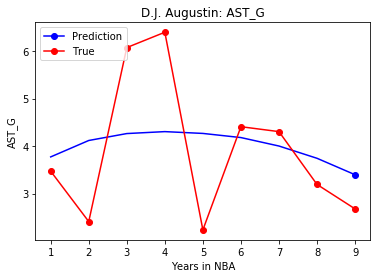 D.J. Augustin: AST_G
Prediction
True
AST_G
6
5
4
3
1 2 3 4 5 6 7 8 9
Years in NBA